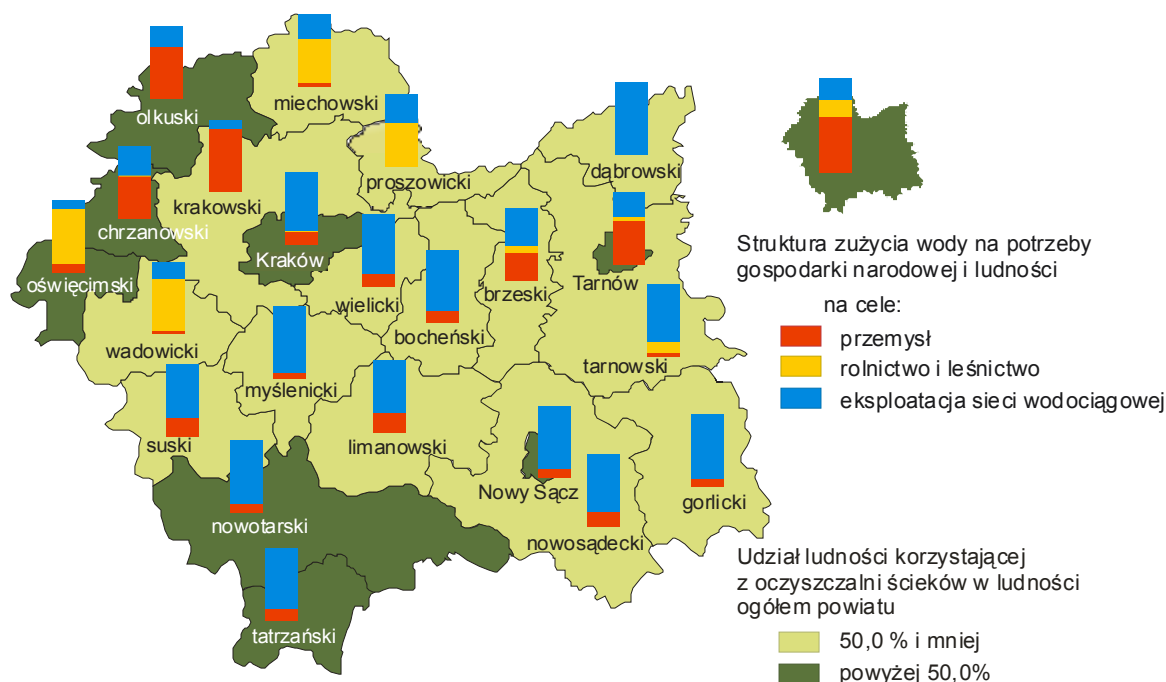 miechowski
olkuski
proszowicki
dąbrowski
krakowski
chrzanowski
Kraków
oświęcimski
wielicki
brzeski
Tarnów
bocheński
wadowicki
myślenicki
tarnowski
suski
limanowski
Nowy Sącz
gorlicki
nowotarski
nowosądecki
tatrzański
Struktura zużycia wody na potrzeby
gospodarki narodowej i ludności
na cele:
przemysł
rolnictwo i leśnictwo
eksploatacja sieci wodociągowej
Udział ludności korzystającej
z oczyszczalni ścieków w ludności
ogółem powiatu
50,0 % i mniej
powyżej 50,0%